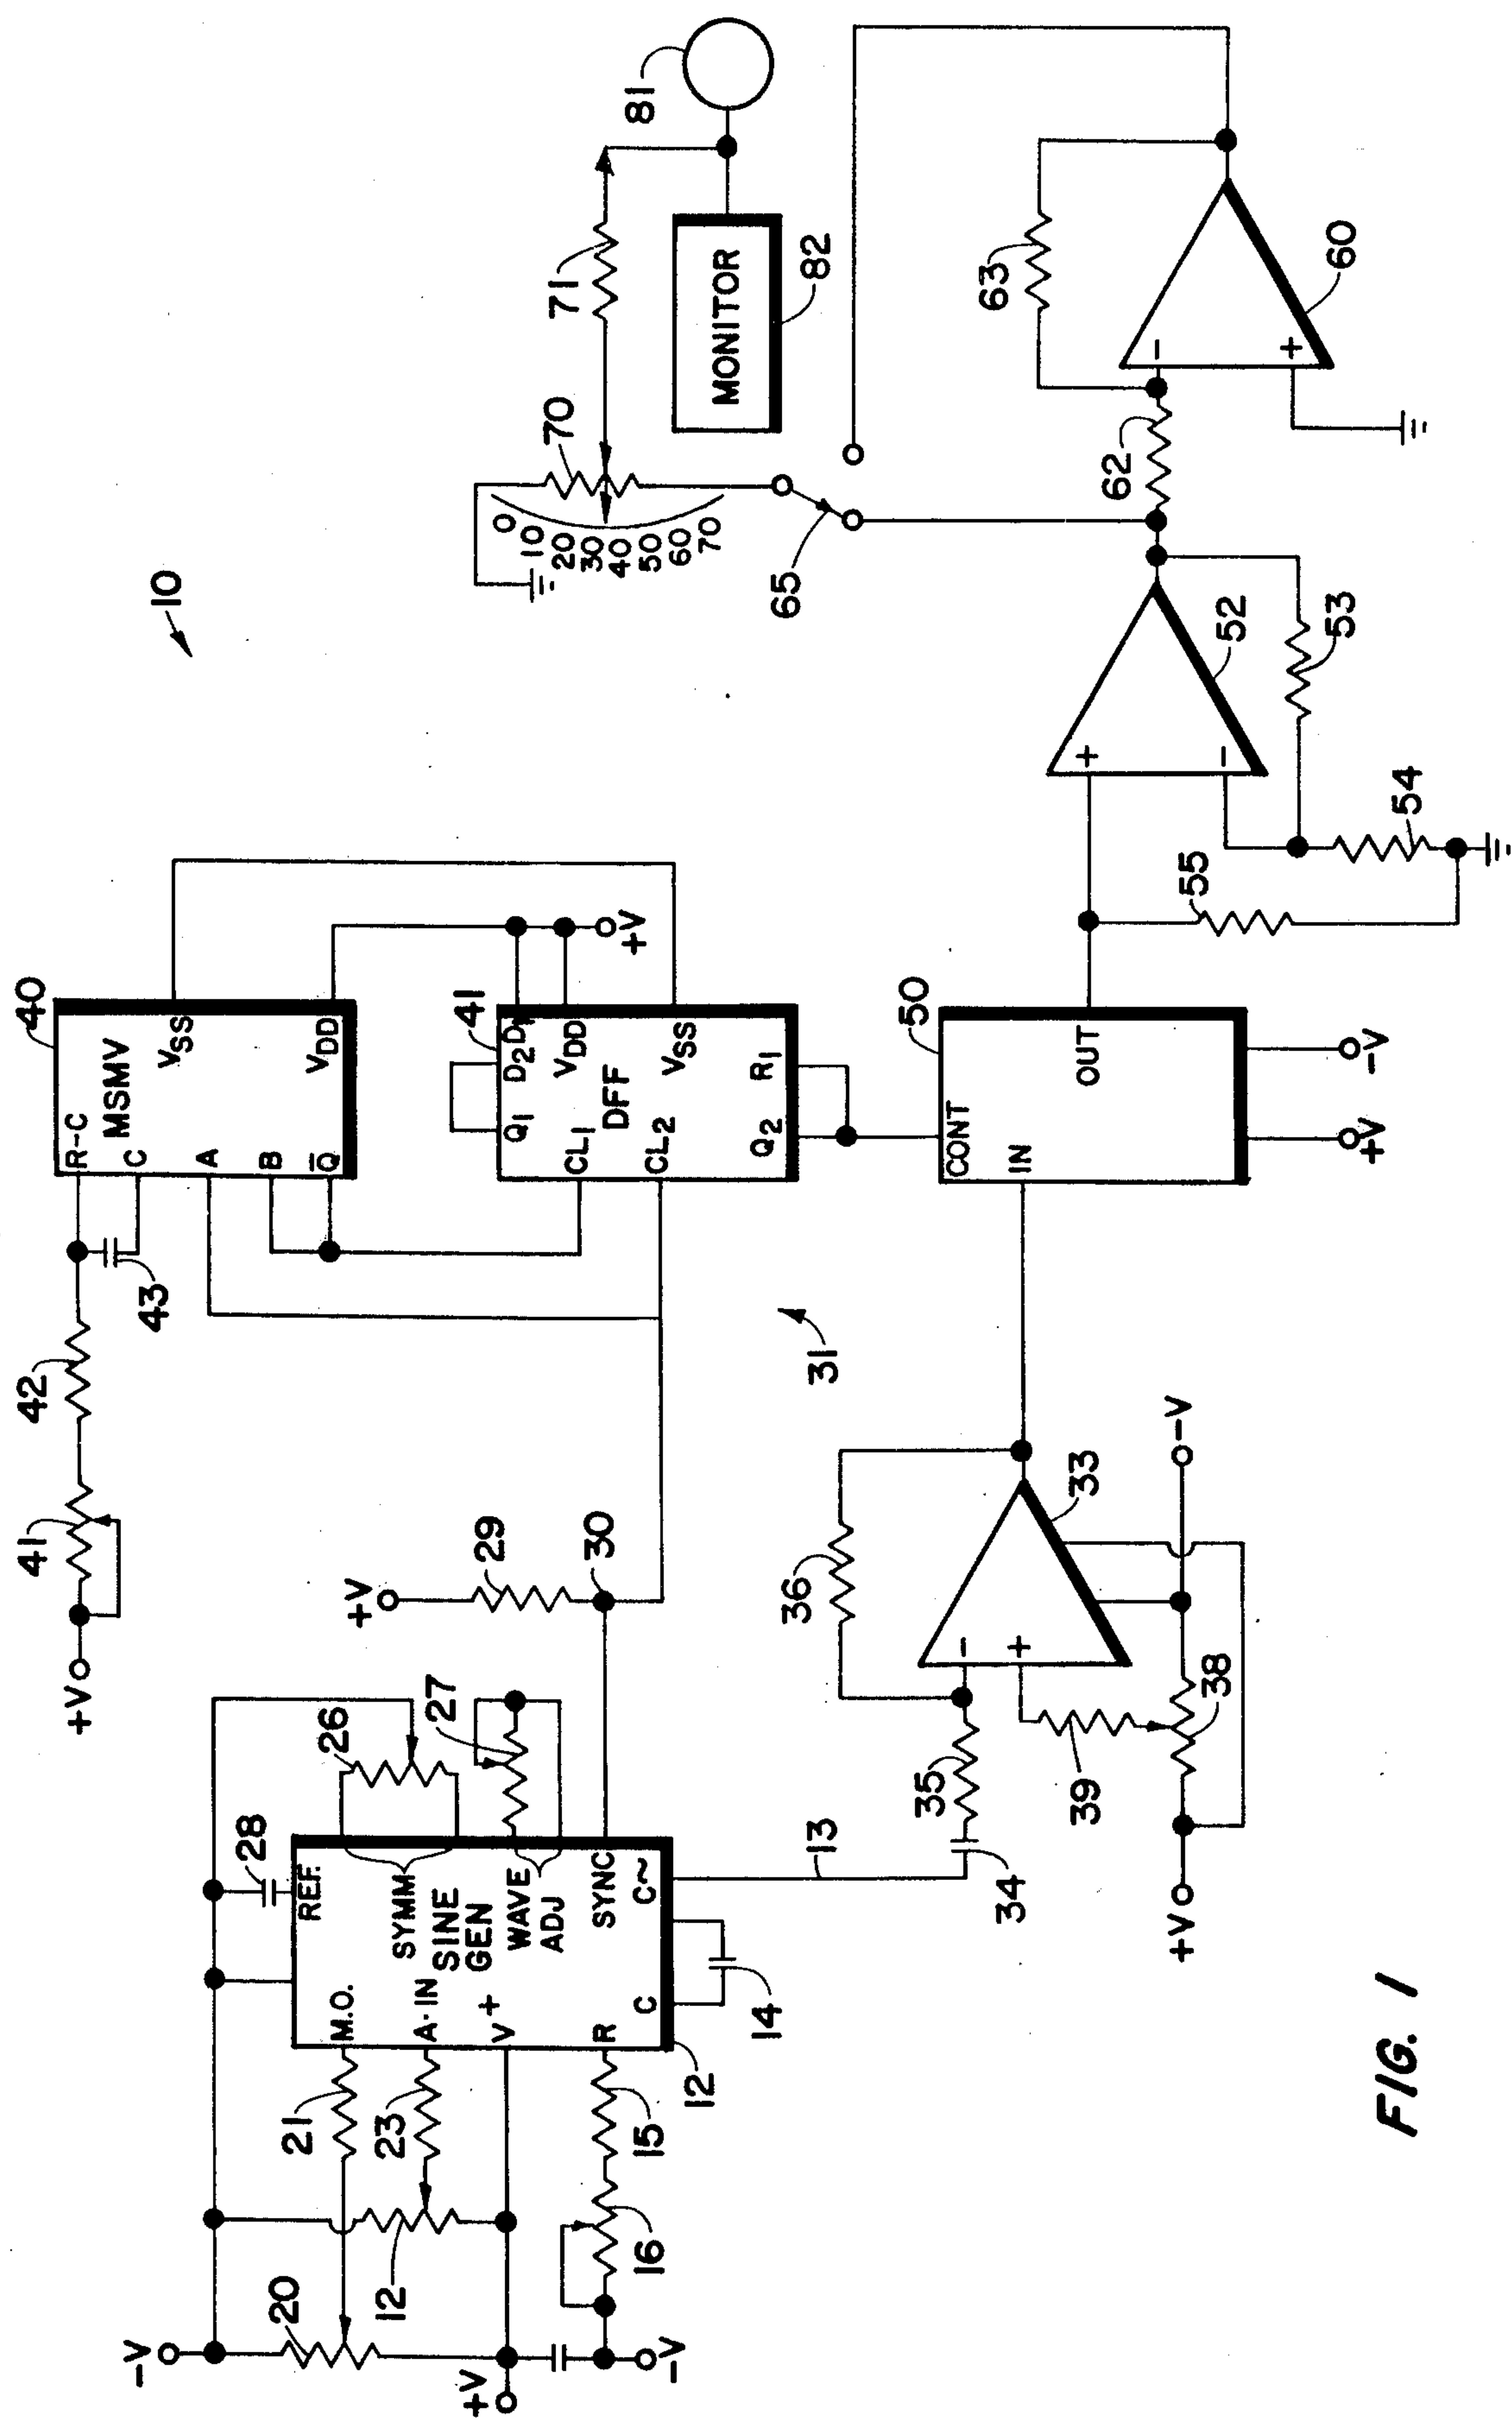 10
-V
20
12
21
23
+V
-V
16
15
12
M.O.
A·IN
V+
R
REF.
SYMM
SINE
GEN
WAVE
ADJ
SYNC
C
C~
14
28
26
27
13
+V
29
30
+V
41
42
43
40
R-C
C
A
B
Q̅
MSMV
VSS
VDD
41
Q1
D2
D1
VDD
DFF
CL1
CL2
VSS
Q2
R1
+V
31
34
35
36
-
+
33
39
38
+V
-V
50
CONT
IN
OUT
+V
-V
55
54
+
-
52
53
62
63
-
+
60
65
70
0
10
20
30
40
50
60
70
71
81
MONITOR
82
FIG. 1